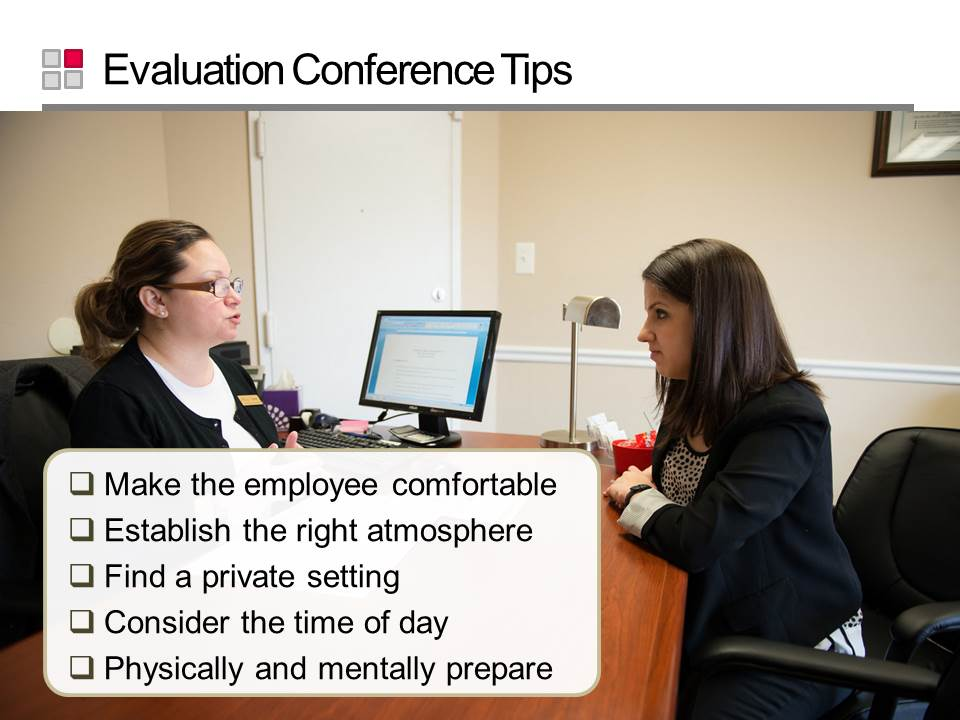 Evaluation Conference Tips
Make the employee comfortable
Establish the right atmosphere
Find a private setting
Consider the time of day
Physically and mentally prepare